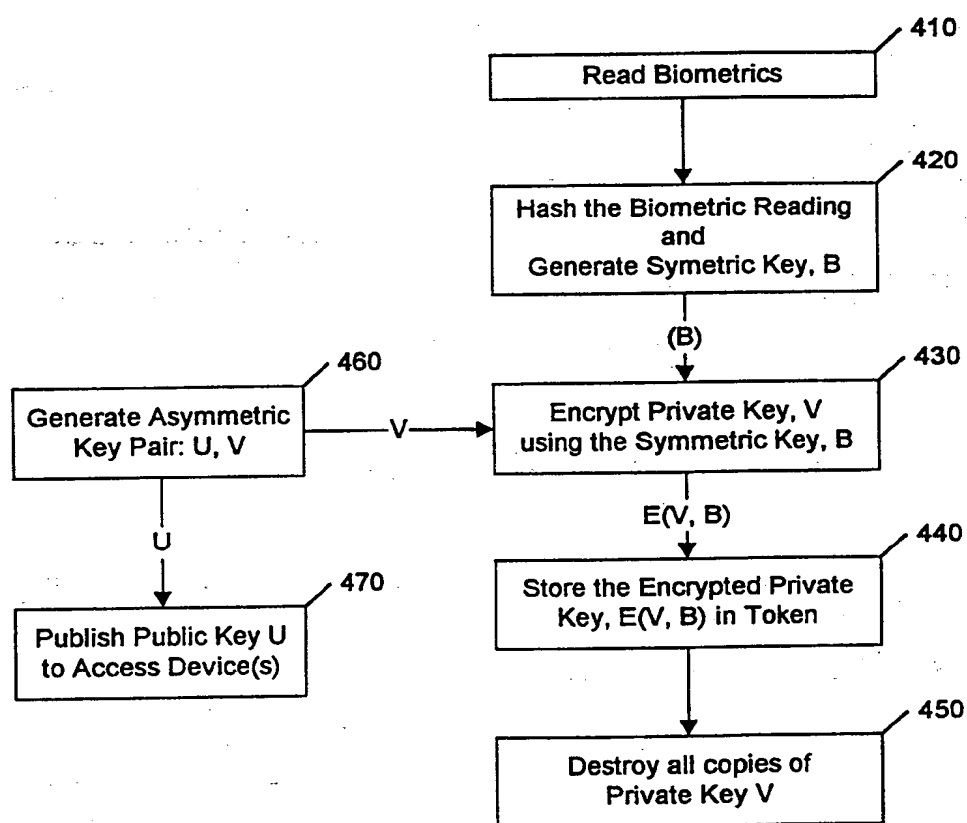 410
Read Biometrics
420
Hash the Biometric Reading
and
Generate Symetric Key, B
(B)
460
430
Generate Asymmetric
Key Pair: U, V
V
Encrypt Private Key, V
using the Symmetric Key, B
U
E(V, B)
440
470
Store the Encrypted Private
Key, E(V, B) in Token
Publish Public Key U
to Access Device(s)
450
Destroy all copies of
Private Key V